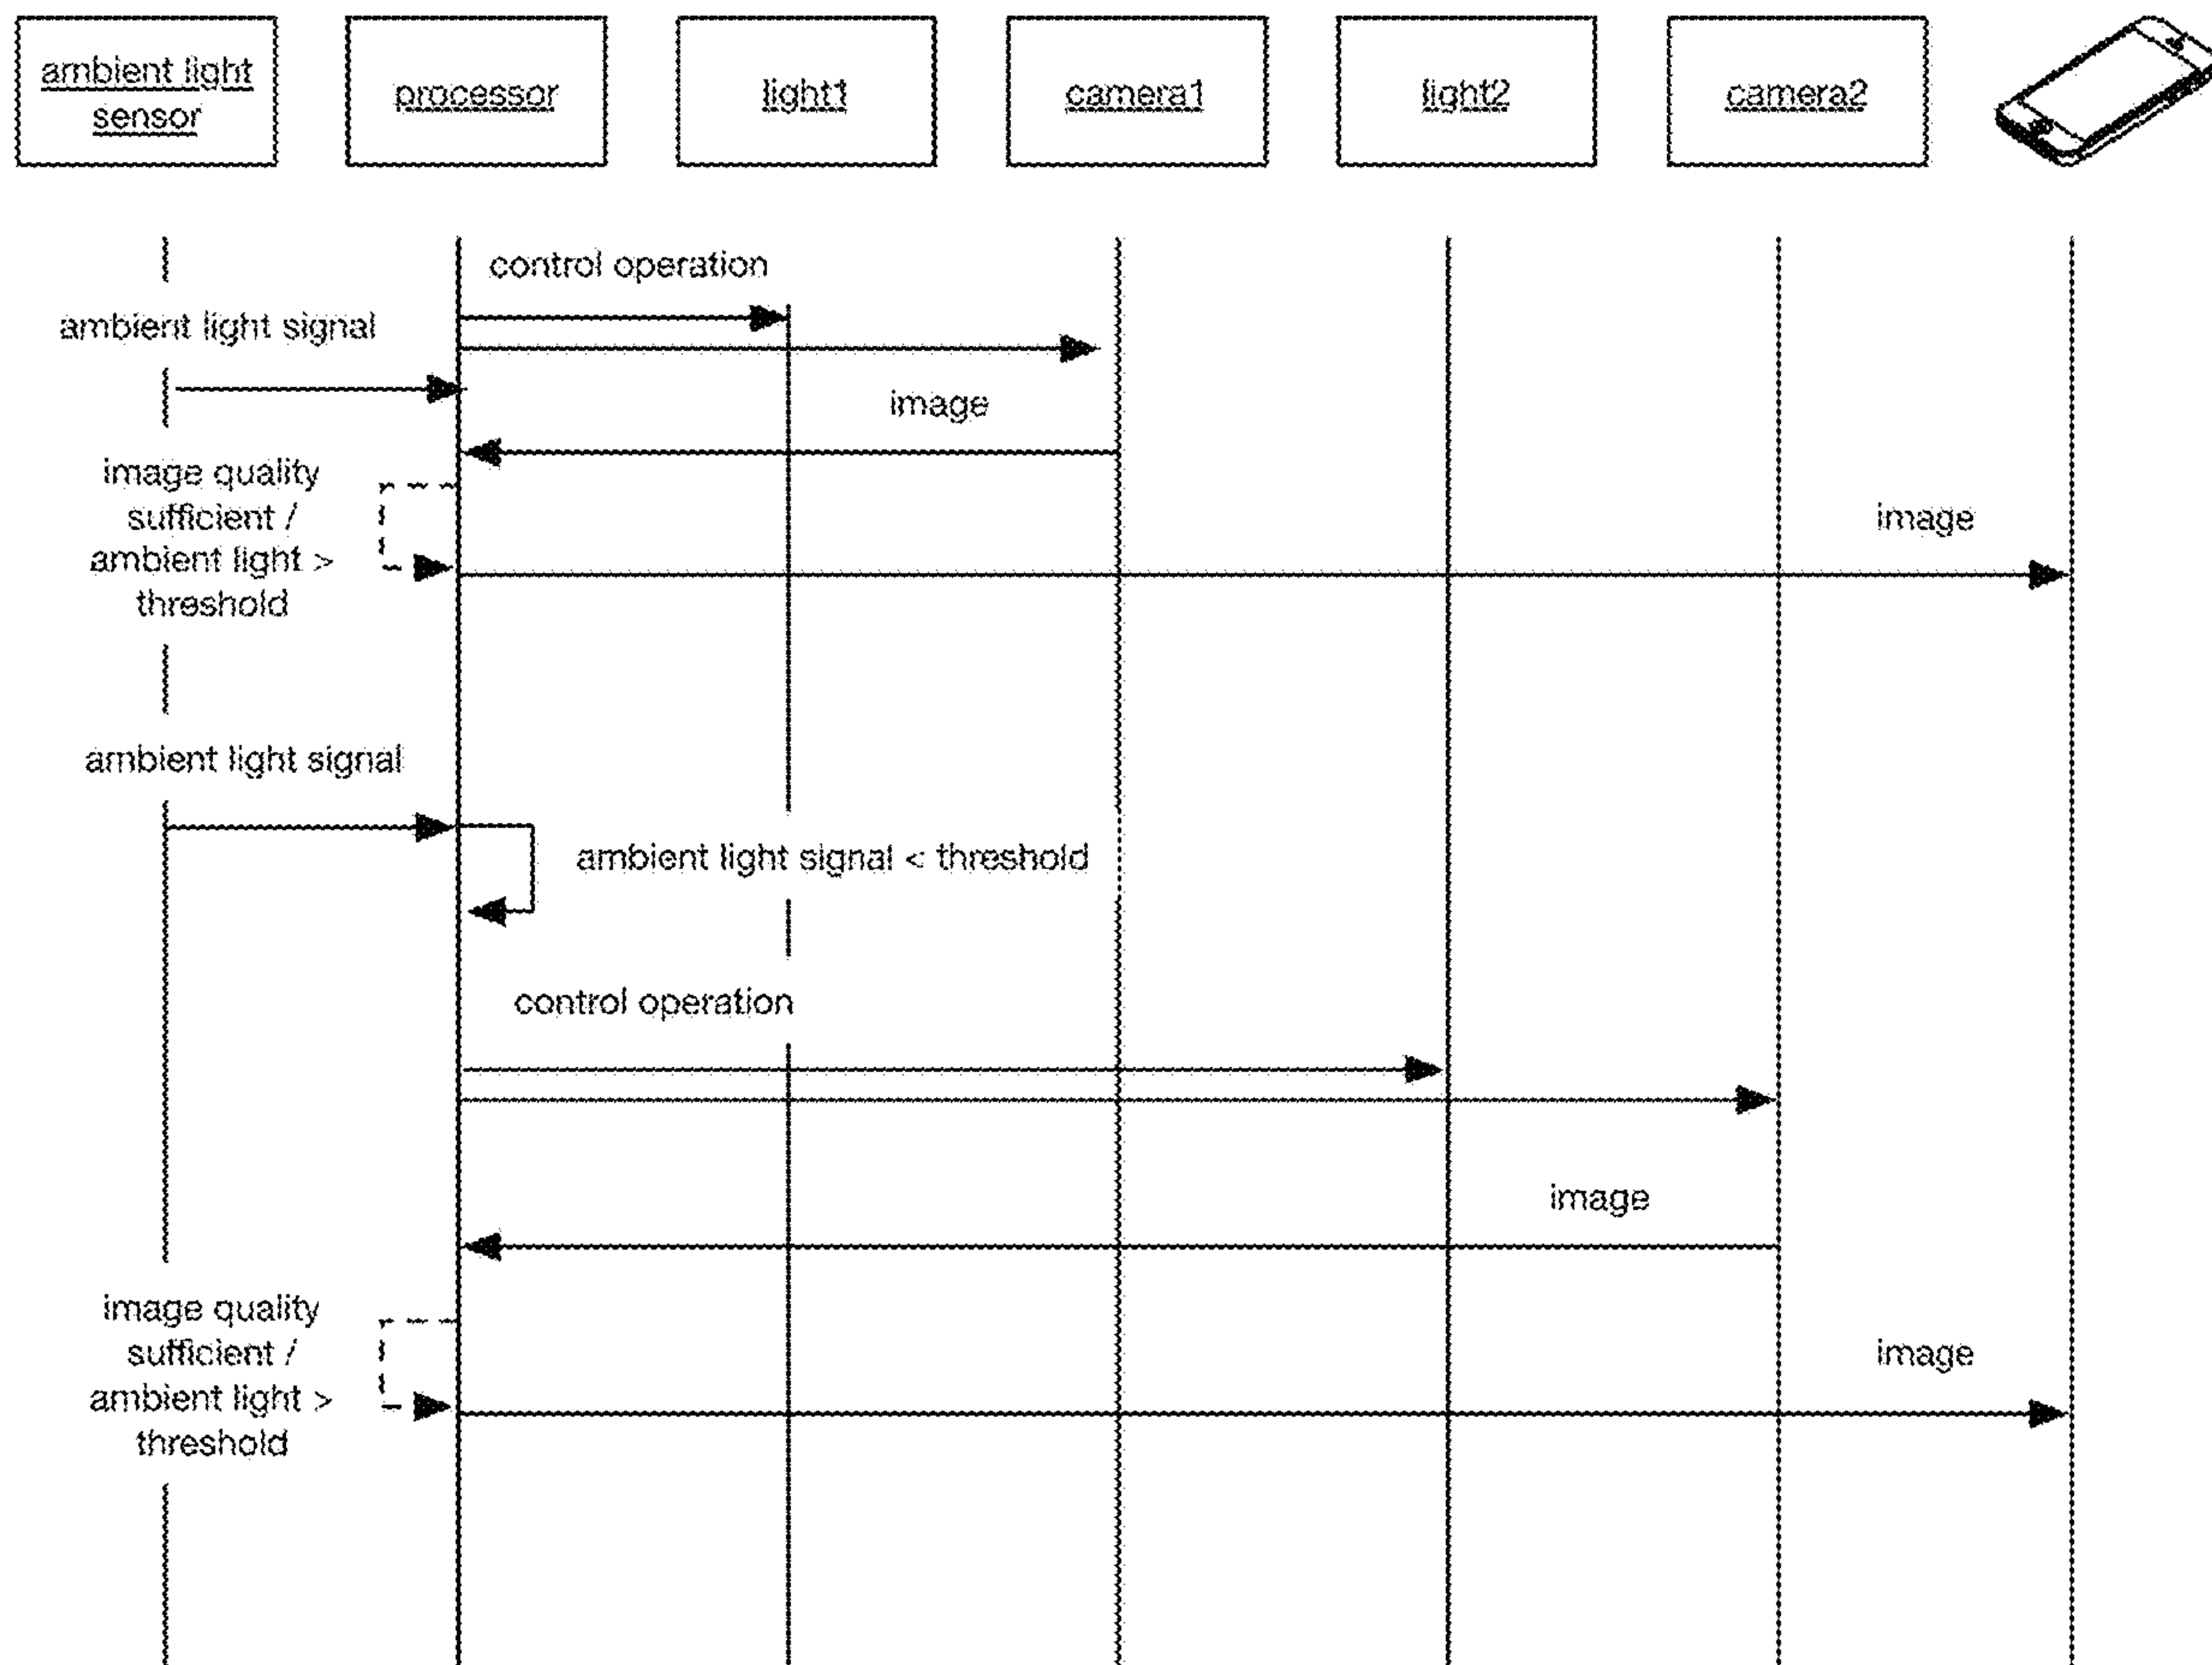 ambient light
sensor
processor
light1
camera1
light2
camera2
control operation
ambient light signal
image
image quality
sufficient /
ambient light >
threshold
image
ambient light signal
ambient light signal < threshold
control operation
image
image quality
sufficient /
ambient light >
threshold
image